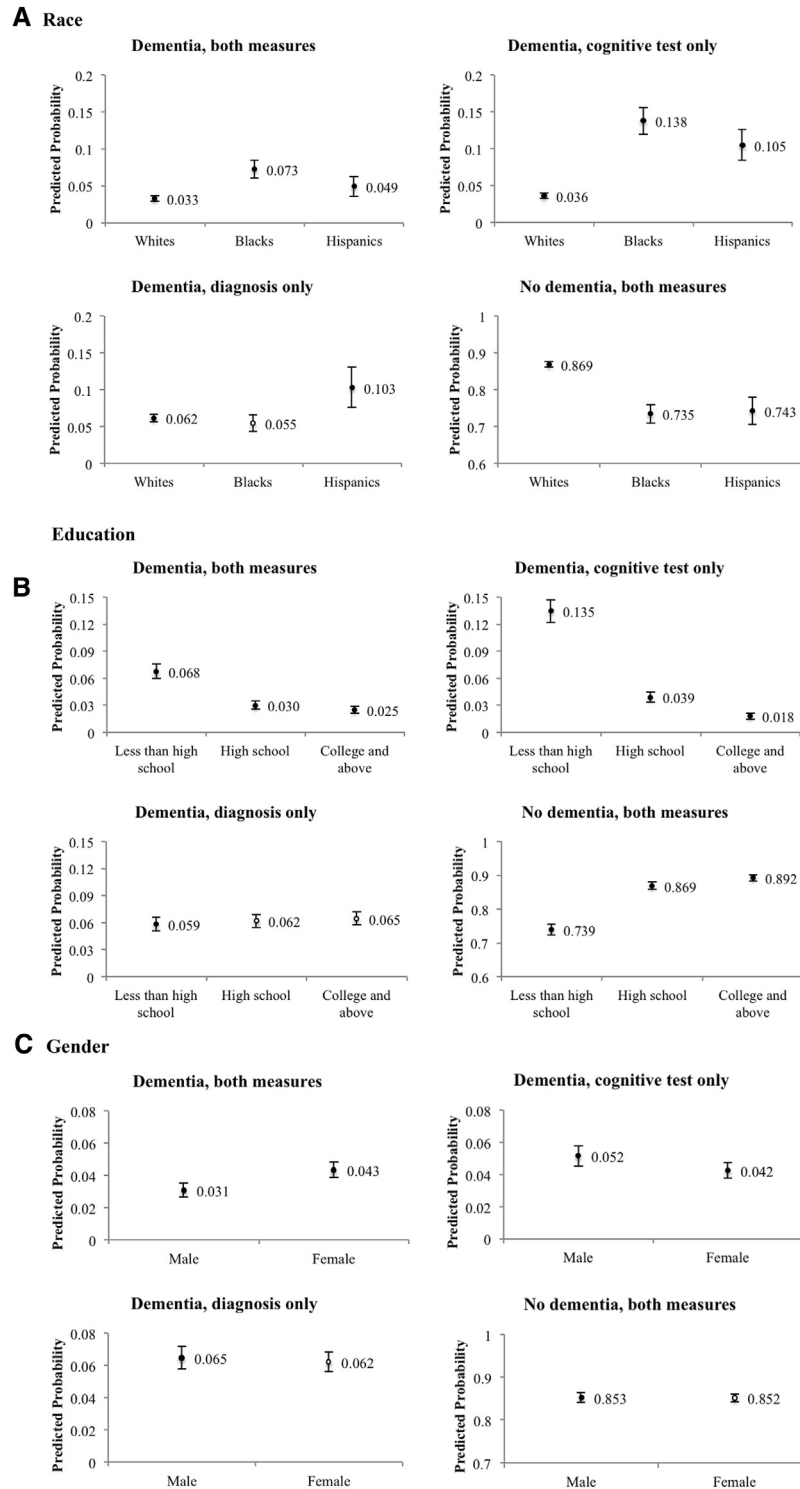 A Race
Dementia, both measures
Predicted Probability
0.2
0.15
0.1
0.05
0
0.033
0.073
0.049
Whites Blacks Hispanics
Dementia, cognitive test only
Predicted Probability
0.2
0.15
0.1
0.05
0
0.036
0.138
0.105
Whites Blacks Hispanics
Dementia, diagnosis only
Predicted Probability
0.2
0.15
0.1
0.05
0
0.062
0.055
0.103
Whites Blacks Hispanics
No dementia, both measures
Predicted Probability
1
0.9
0.8
0.7
0.6
0.869
0.735
0.743
Whites Blacks Hispanics
Education
B
Dementia, both measures
Predicted Probability
0.15
0.12
0.09
0.06
0.03
0
0.068
0.030
0.025
Less than high High school College and
school above
Dementia, cognitive test only
Predicted Probability
0.15
0.12
0.09
0.06
0.03
0
0.135
0.039
0.018
Less than high High school College and
school above
Dementia, diagnosis only
Predicted Probability
0.15
0.12
0.09
0.06
0.03
0
0.059
0.062
0.065
Less than high High school College and
school above
No dementia, both measures
Predicted Probability
1
0.9
0.8
0.7
0.6
0.739
0.869
0.892
Less than high High school College and
school above
C Gender
Dementia, both measures
Predicted Probability
0.08
0.06
0.04
0.02
0
0.031
0.043
Male Female
Dementia, cognitive test only
Predicted Probability
0.08
0.06
0.04
0.02
0
0.052
0.042
Male Female
Dementia, diagnosis only
Predicted Probability
0.08
0.06
0.04
0.02
0
0.065
0.062
Male Female
No dementia, both measures
Predicted Probability
1
0.9
0.8
0.7
0.853
0.852
Male Female